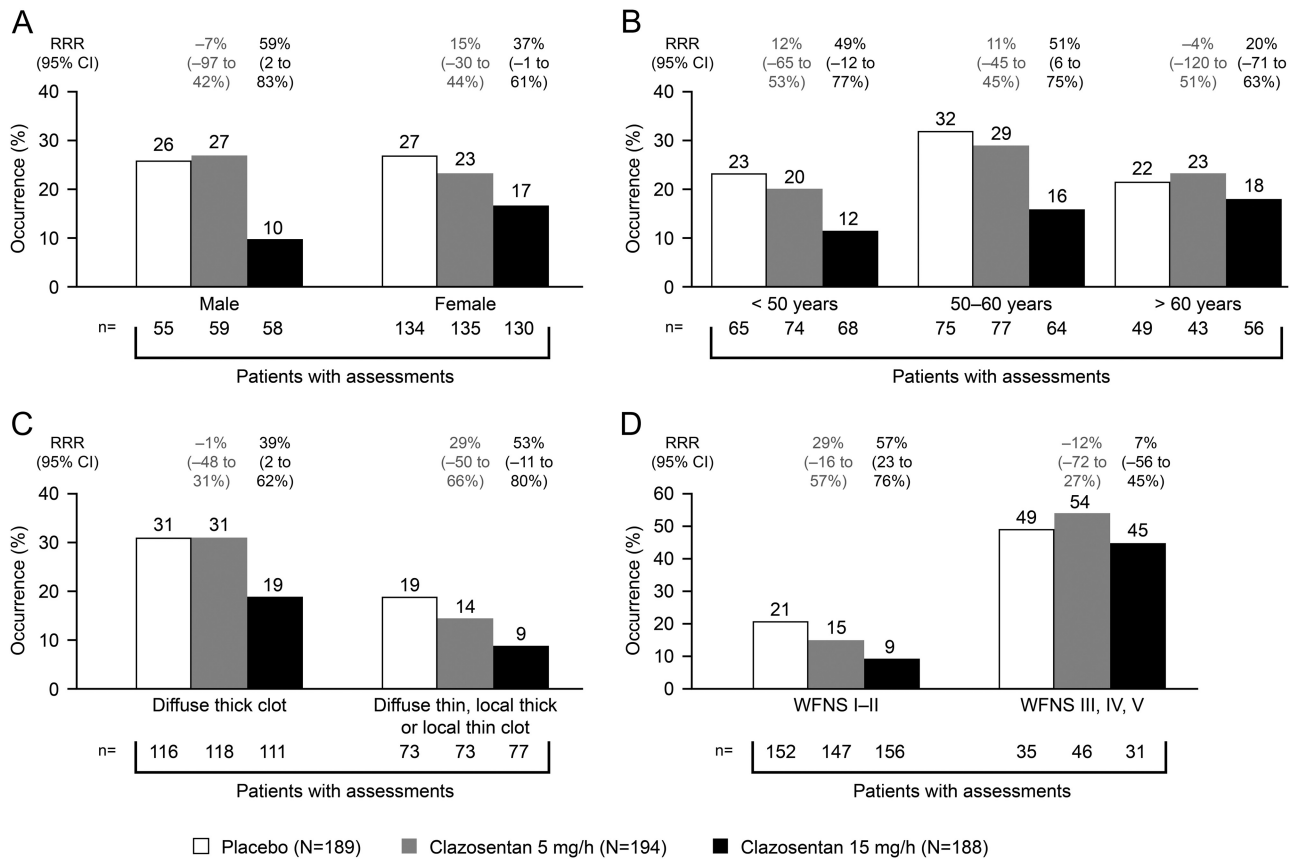 A
RRR
(95% CI)
–7%
(–97 to
42%)
59%
(2 to
83%)
15%
(–30 to
44%)
37%
(–1 to
61%)
Occurrence (%)
40
30
20
10
0
26
27
10
27
23
17
Male
Female
n=
55 59 58 134 135 130
Patients with assessments
B
RRR
(95% CI)
12%
(–65 to
53%)
49%
(–12 to
77%)
11%
(–45 to
45%)
51%
(6 to
75%)
–4%
(–120 to
51%)
20%
(–71 to
63%)
Occurrence (%)
40
30
20
10
0
23
20
12
32
29
16
22
23
18
< 50 years
50–60 years
> 60 years
n=
65 74 68 75 77 64 49 43 56
Patients with assessments
C
RRR
(95% CI)
–1%
(–48 to
31%)
39%
(2 to
62%)
29%
(–50 to
66%)
53%
(–11 to
80%)
Occurrence (%)
40
30
20
10
0
31
31
19
19
14
9
Diffuse thick clot
Diffuse thin, local thick
or local thin clot
n=
116 118 111 73 73 77
Patients with assessments
D
RRR
(95% CI)
29%
(–16 to
57%)
57%
(23 to
76%)
–12%
(–72 to
27%)
7%
(–56 to
45%)
Occurrence (%)
60
50
40
30
20
10
0
21
15
9
49
54
45
WFNS I–II
WFNS III, IV, V
n=
152 147 156 35 46 31
Patients with assessments
Placebo (N=189)
Clazosentan 5 mg/h (N=194)
Clazosentan 15 mg/h (N=188)